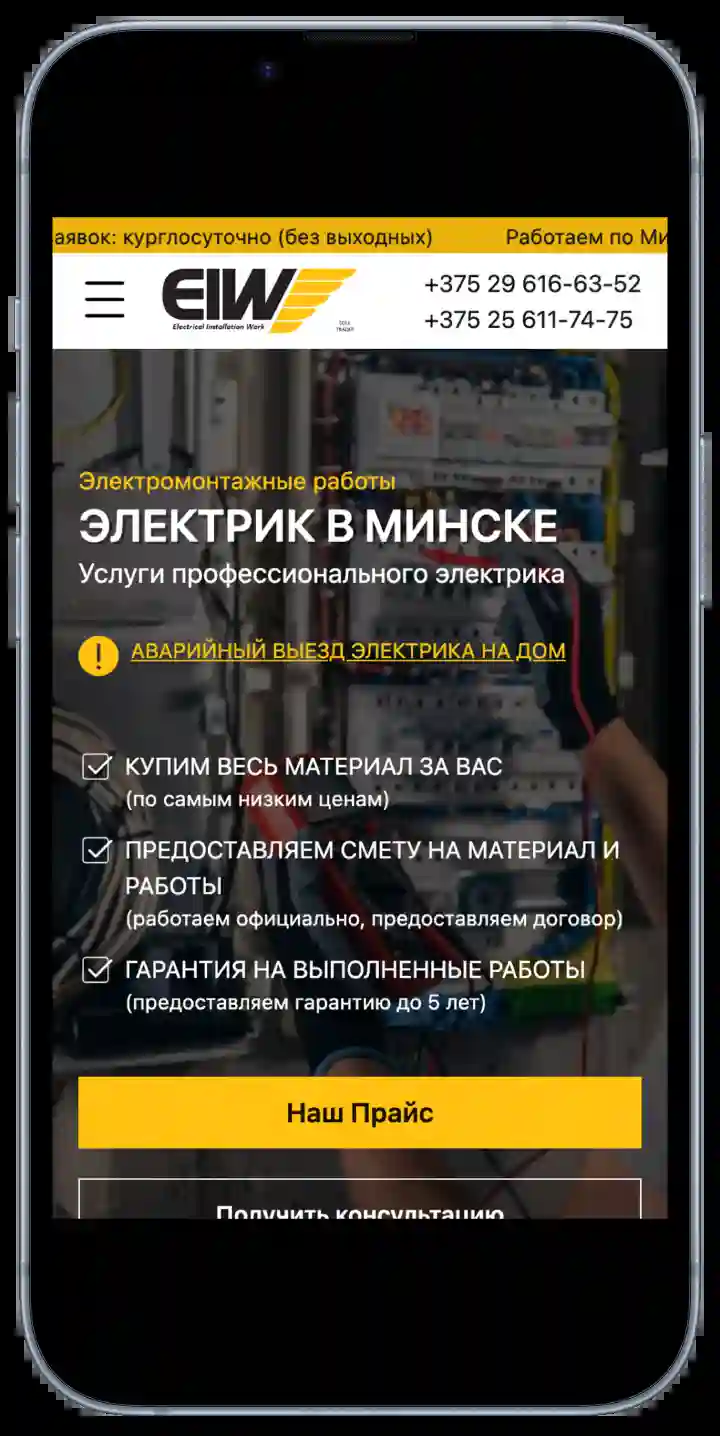 аявок: курглосуточно (без выходных) Работаем по Ми
EIW
Electrical Installation Work
+375 29 616-63-52
+375 25 611-74-75
Электромонтажные работы
ЭЛЕКТРИК В МИНСКЕ
Услуги профессионального электрика
! АВАРИЙНЫЙ ВЫЕЗД ЭЛЕКТРИКА НА ДОМ
КУПИМ ВЕСЬ МАТЕРИАЛ ЗА ВАС
(по самым низким ценам)
ПРЕДОСТАВЛЯЕМ СМЕТУ НА МАТЕРИАЛ И
РАБОТЫ
(работаем официально, предоставляем договор)
ГАРАНТИЯ НА ВЫПОЛНЕННЫЕ РАБОТЫ
(предоставляем гарантию до 5 лет)
Наш Прайс
Получить консультацию